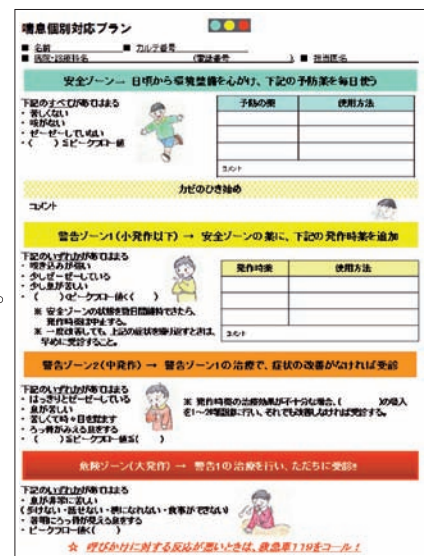 喘息個別対応プラン
■ 名前 ■ カルテ番号
■ 病院・診療科名 (電話番号 ) ■ 担当医名
安全ゾーン→ 日頃から環境整備を心がけ、下記の予防薬を毎日使う
下記のすべてがあてはまる
・ 苦しくない
・ 咳がない
・ ゼーゼーしていない
・ ( )≦ピークフロー値
予防の薬 使用方法
コメント
カゼのひき始め
コメント
警告ゾーン1(小発作以下) → 安全ゾーンの薬に、下記の発作時薬を追加
下記のいずれかがあてはまる
・ 咳き込みが強い
・ 少しゼーゼーしている
・ 少し息が苦しい
・ ( )≦ピークフロー値<( )
※ 安全ゾーンの状態を数日間維持できたら、
発作時薬は中止する。
※ 一度改善しても、上記の症状を繰り返すときは、
早めに受診すること。
発作時薬 使用方法
コメント
警告ゾーン2(中発作) → 警告ゾーン1の治療で、症状の改善がなければ受診
下記のいずれかがあてはまる
・ はっきりとゼーゼーしている
・ 息が苦しい
・ 苦しくて時々目を覚ます
・ ろっ骨がみえる息をする
・ ( )≦ピークフロー値≦( )
※ 発作時薬の治療効果が不十分な場合、( )の吸入
を1~2時間毎に行い、それでも改善しなければ受診する。
危険ゾーン(大発作) → 警告1の治療を行い、ただちに受診!!
下記のいずれかがあてはまる
・ 息が非常に苦しい
(歩けない・話せない・横になれない・食事ができない)
・ 著明にろっ骨が見える息をする
・ ピークフロー値<( )
☆ 呼びかけに対する反応が悪いときは、救急車119をコール!